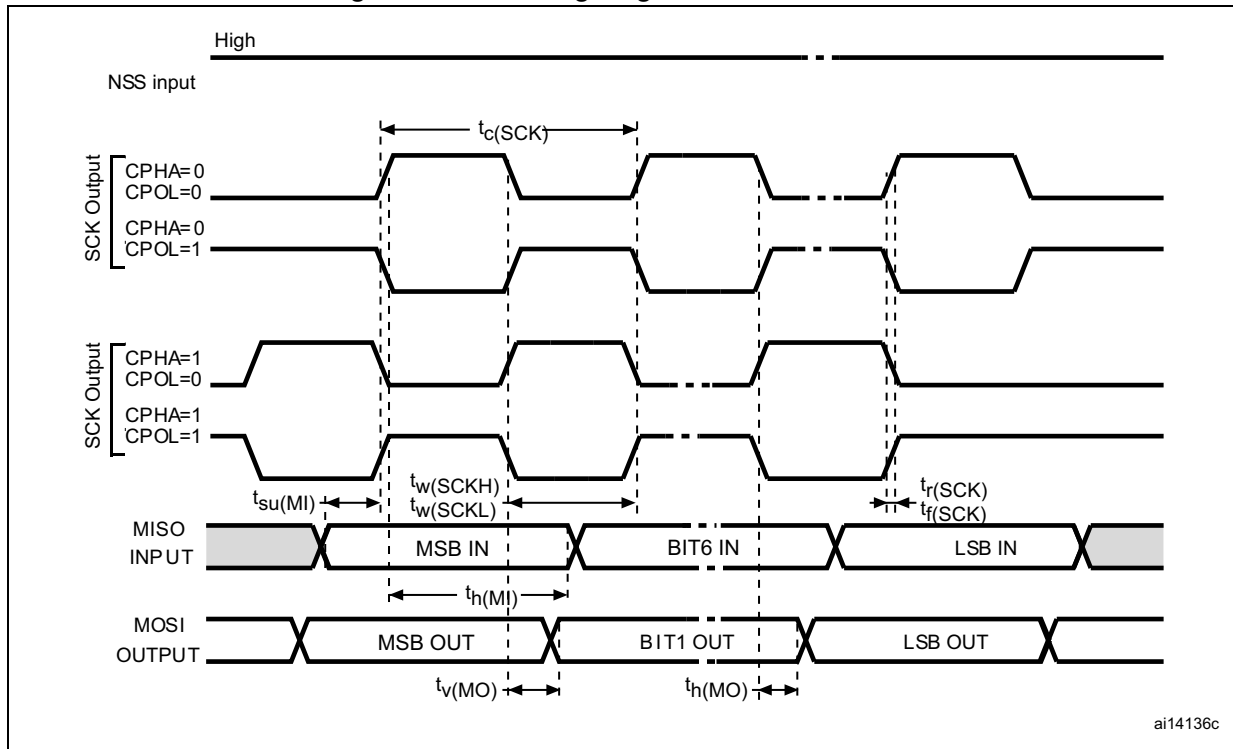 High
NSS input
tc(SCK)
SCK Output
CPHA=0
CPOL=0
CPHA=0
CPOL=1
SCK Output
CPHA=1
CPOL=0
CPHA=1
CPOL=1
tsu(MI)
tw(SCKH)
tw(SCKL)
tr(SCK)
tf(SCK)
MISO
INPUT
MSB IN
BIT6 IN
LSB IN
th(MI)
MOSI
OUTPUT
MSB OUT
BIT1 OUT
LSB OUT
tv(MO)
th(MO)
ai14136c